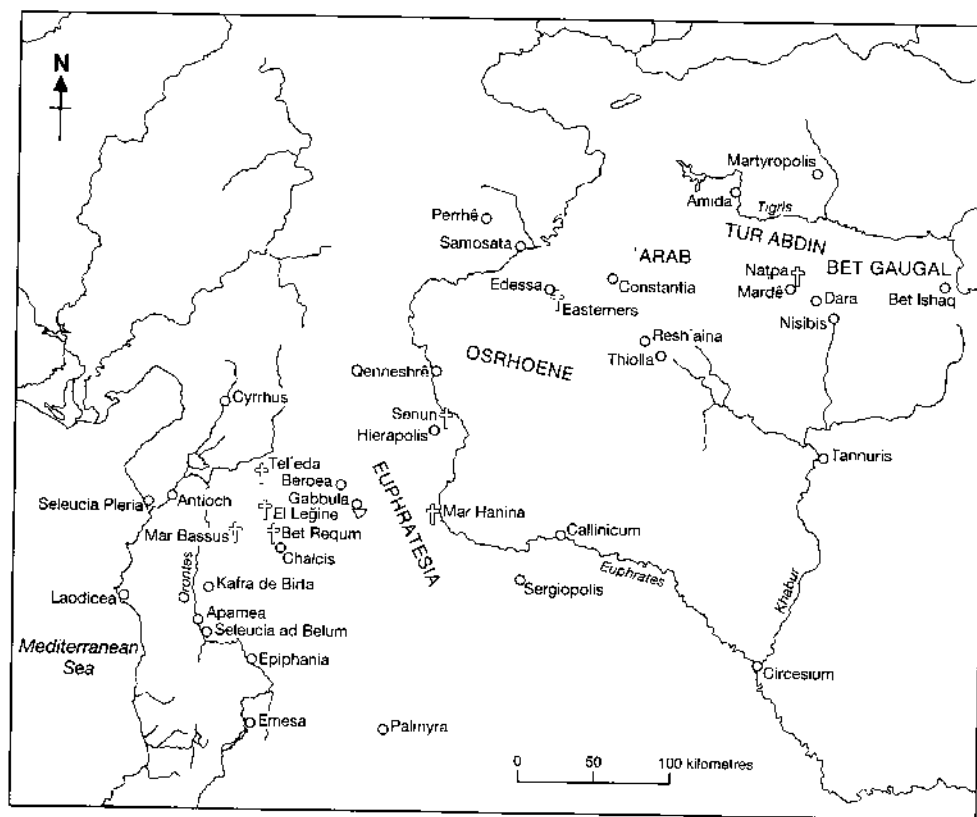 N
Martyropolis
Amida
Tigris
Perrhê
TUR ABDIN
Samosata
'ARAB
Natpa
BET GAUGAL
Edessa
Constantia
Mardê
Dara
Bet Ishaq
Easterners
Nisibis
Resh'aina
Thiolla
OSRHOENE
Qenneshrê
Cyrrhus
Senun
Hierapolis
Tel'eda
Beroea
Tannuris
EUPHRATESIA
Seleucia Pieria
Antioch
Gabbula
El Leğine
Mar Hanina
Mar Bassus
Bet Requm
Callinicum
Chalcis
Euphrates
Orontes
Kafra de Birta
Sergiopolis
Khabur
Laodicea
Apamea
Seleucia ad Belum
Mediterranean
Sea
Epiphania
Circesium
Emesa
Palmyra
0 50 100 kilometres